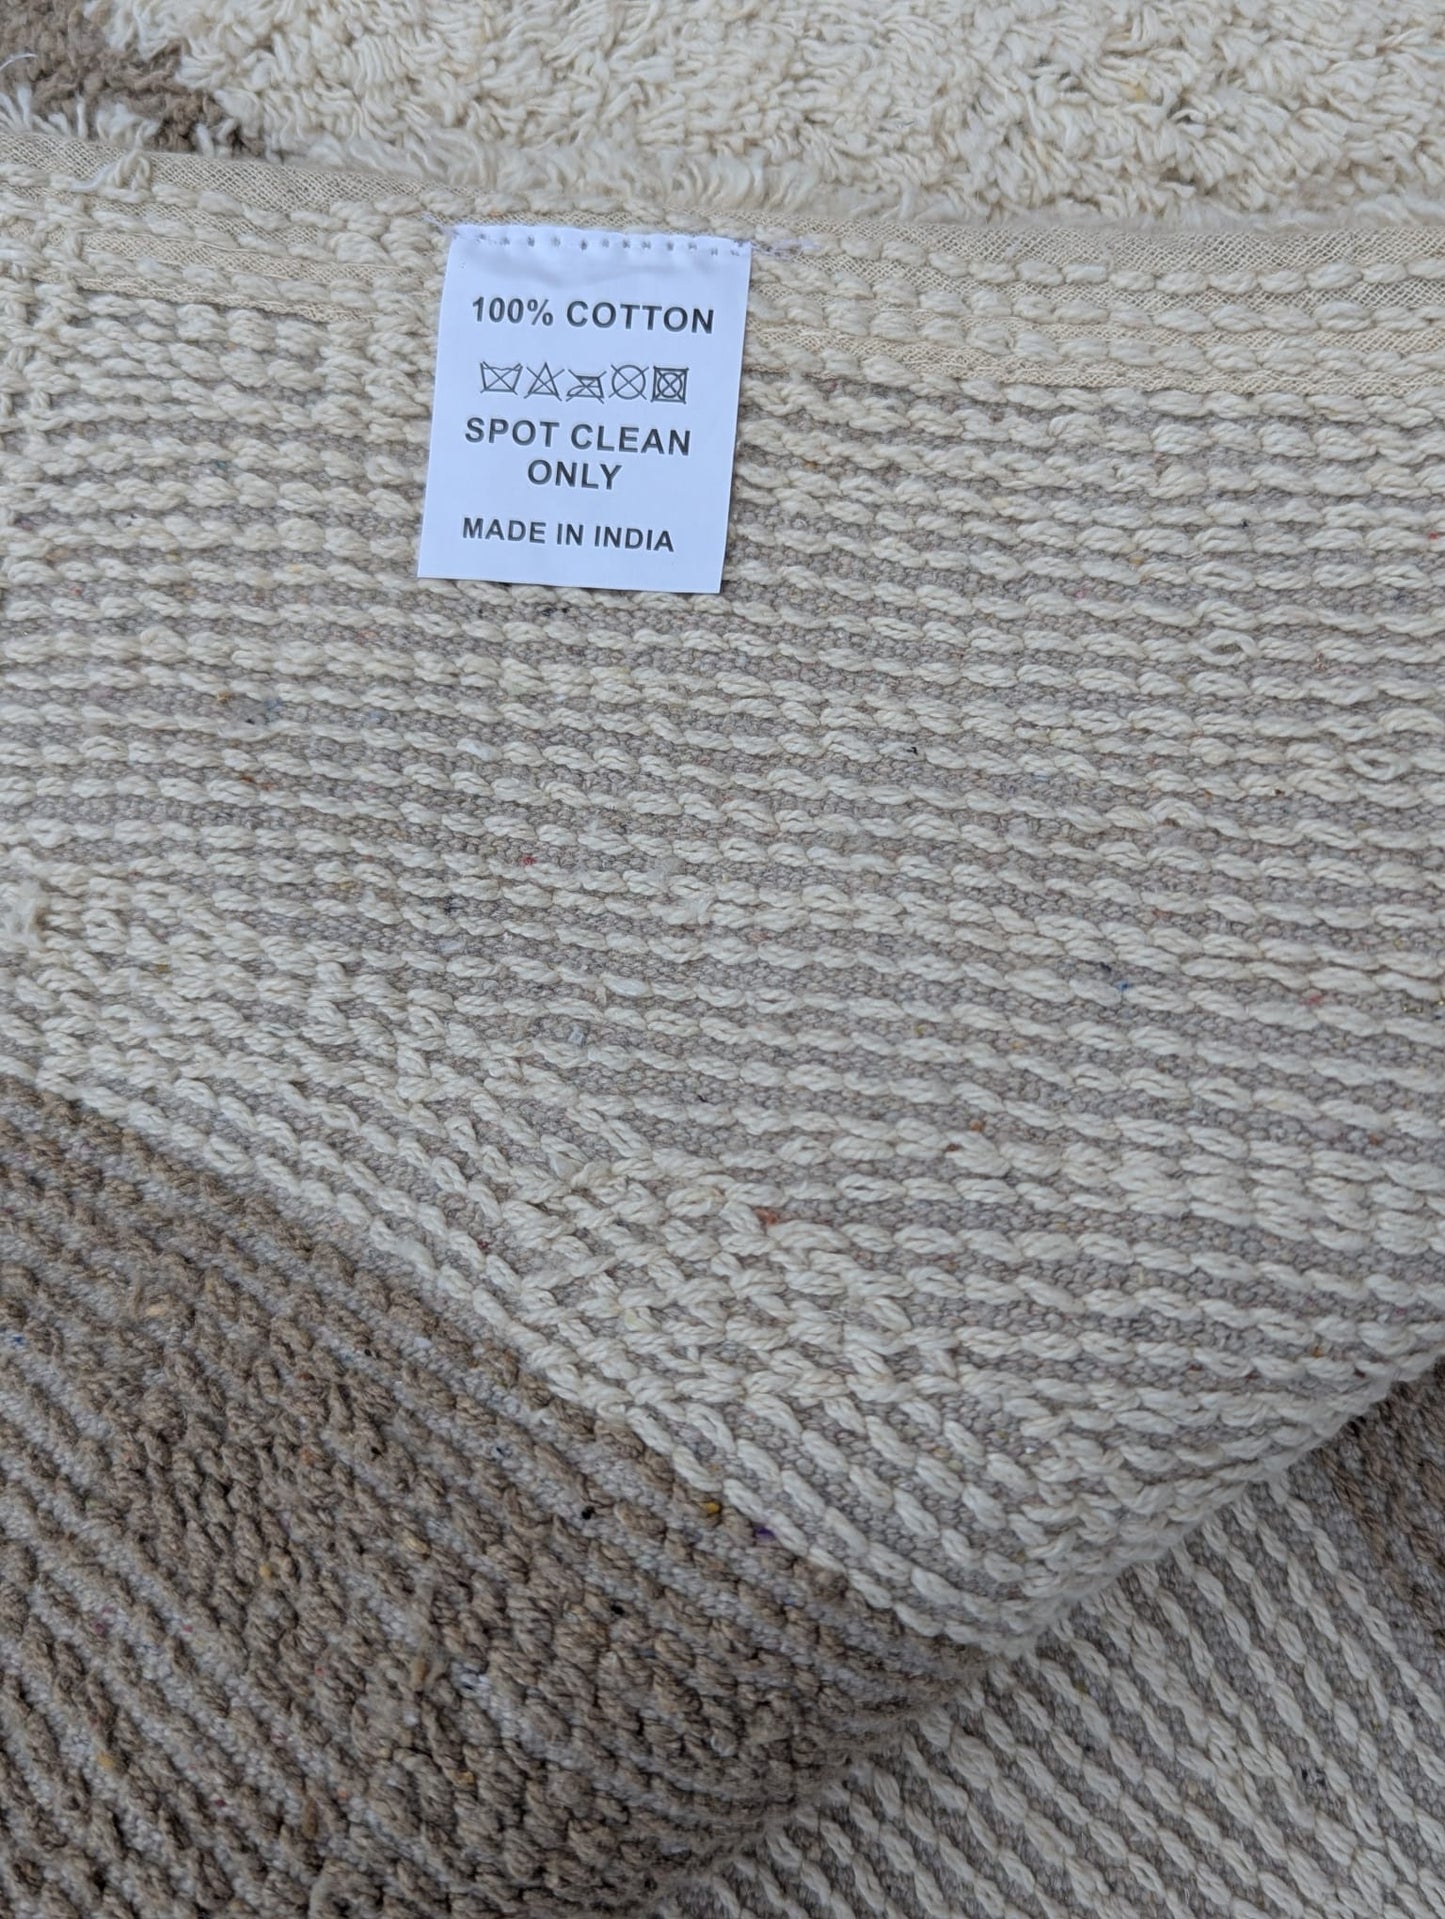 100% COTTON
SPOT CLEAN
ONLY
MADE IN INDIA